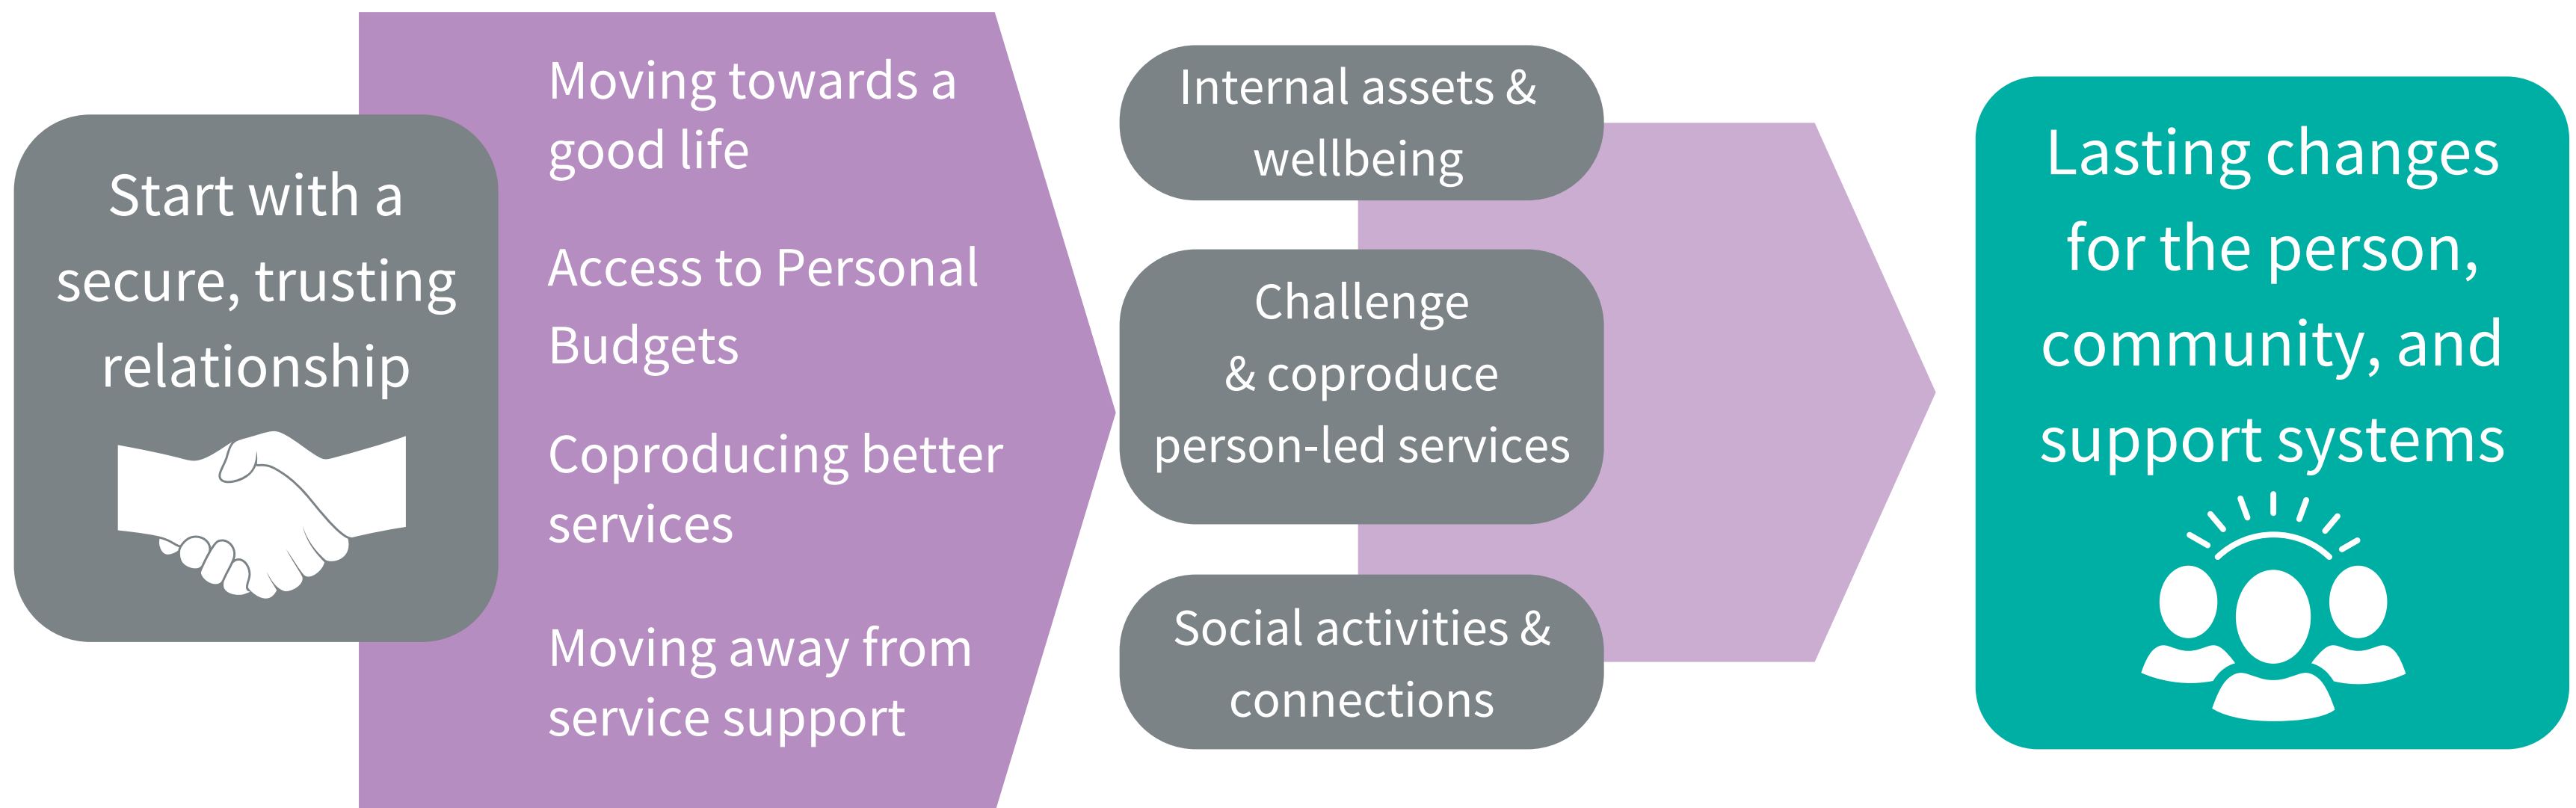 Start with a
secure, trusting
relationship
Moving towards a
good life
Access to Personal
Budgets
Coproducing better
services
Moving away from
service support
Internal assets &
wellbeing
Challenge
& coproduce
person-led services
Social activities &
connections
Lasting changes
for the person,
community, and
support systems